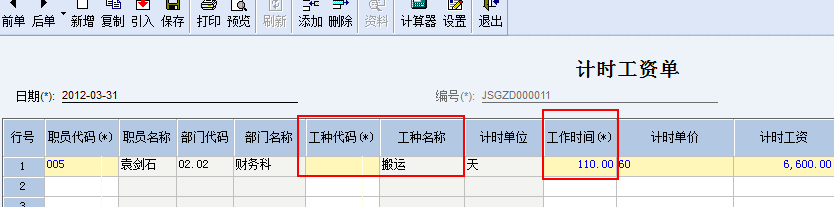 前单 后单 新增 复制 引入 保存 打印 预览 刷新 添加 删除 资料 计算器 设置 退出
计时工资单
日期(*): 2012-03-31 编号(*): JSGZD000011
行号 职员代码(*) 职员名称 部门代码 部门名称 工种代码(*) 工种名称 计时单位 工作时间(*) 计时单价 计时工资
1 005 袁剑石 02.02 财务科 搬运 天 110.00 60 6,600.00
2
3